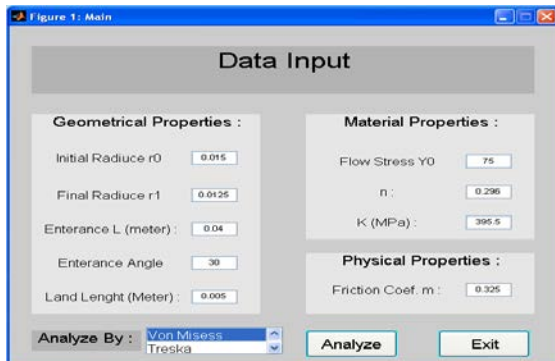 Figure 1: Main
Data Input
Geometrical Properties :
Initial Radiuce r0 0.015
Final Radiuce r1 0.0125
Enterance L (meter) : 0.04
Enterance Angle 30
Land Lenght (Meter) : 0.005
Material Properties :
Flow Stress Y0 75
n : 0.296
K (MPa) : 395.5
Physical Properties :
Friction Coef. m : 0.325
Analyze By : Von Misess
Treska
Analyze
Exit